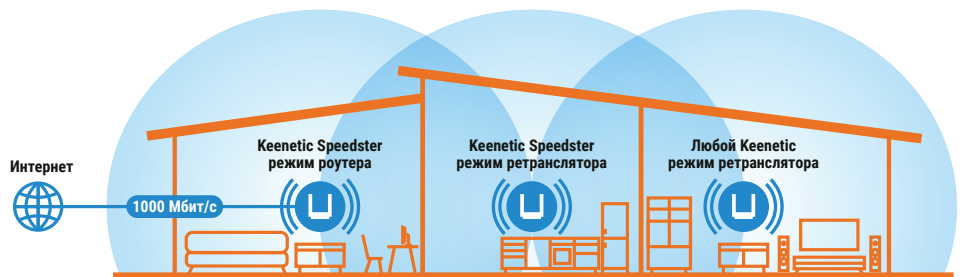 Интернет
1000 Мбит/с
Keenetic Speedster
режим роутера
Keenetic Speedster
режим ретранслятора
Любой Keenetic
режим ретранслятора